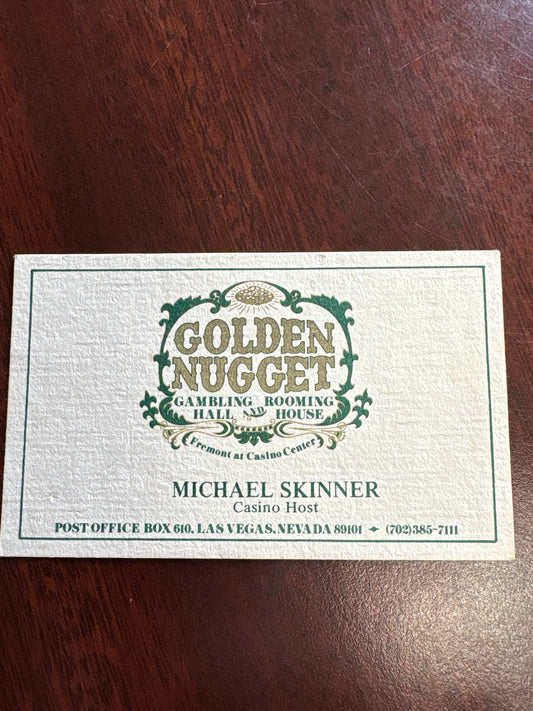 GOLDEN
NUGGET
GAMBLING ROOMING
HALL AND HOUSE
Fremont at Casino Center
MICHAEL SKINNER
Casino Host
POST OFFICE BOX 610, LAS VEGAS, NEVADA 89101 ✦ (702)385-7111